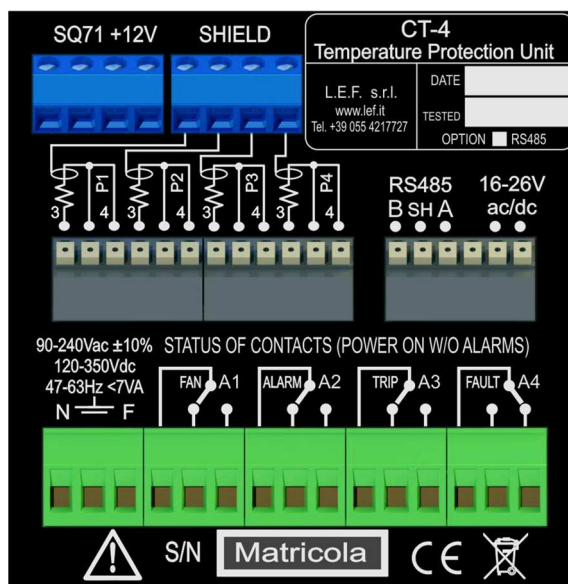 SQ71 +12V SHIELD
CT-4
Temperature Protection Unit
L.E.F. s.r.l.
www.lef.it
Tel. +39 055 4217727
DATE
TESTED
OPTION RS485
P1 P2 P3 P4
3 4 3 4 3 4 3 4
RS485 16-26V
B SH A ac/dc
90-240Vac ±10%
120-350Vdc
47-63Hz <7VA
N F
STATUS OF CONTACTS (POWER ON W/O ALARMS)
FAN A1 ALARM A2 TRIP A3 FAULT A4
S/N Matricola CE